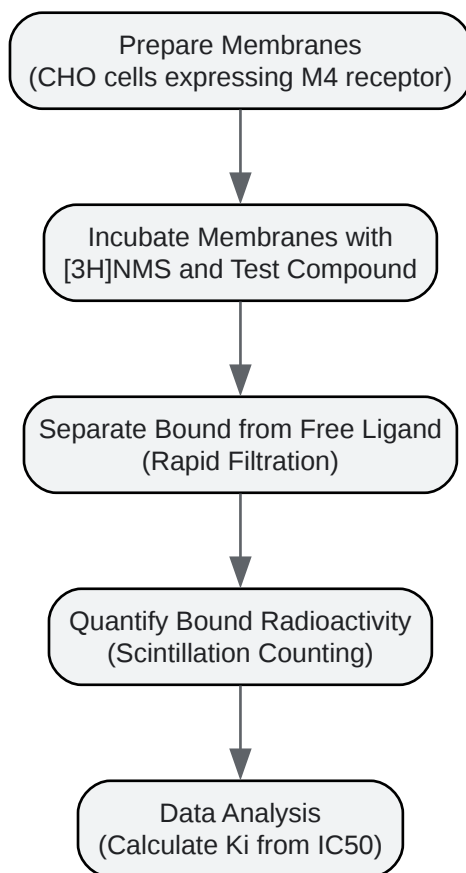 Prepare Membranes
(CHO cells expressing M4 receptor)
Incubate Membranes with
[3H]NMS and Test Compound
Separate Bound from Free Ligand
(Rapid Filtration)
Quantify Bound Radioactivity
(Scintillation Counting)
Data Analysis
(Calculate Ki from IC50)